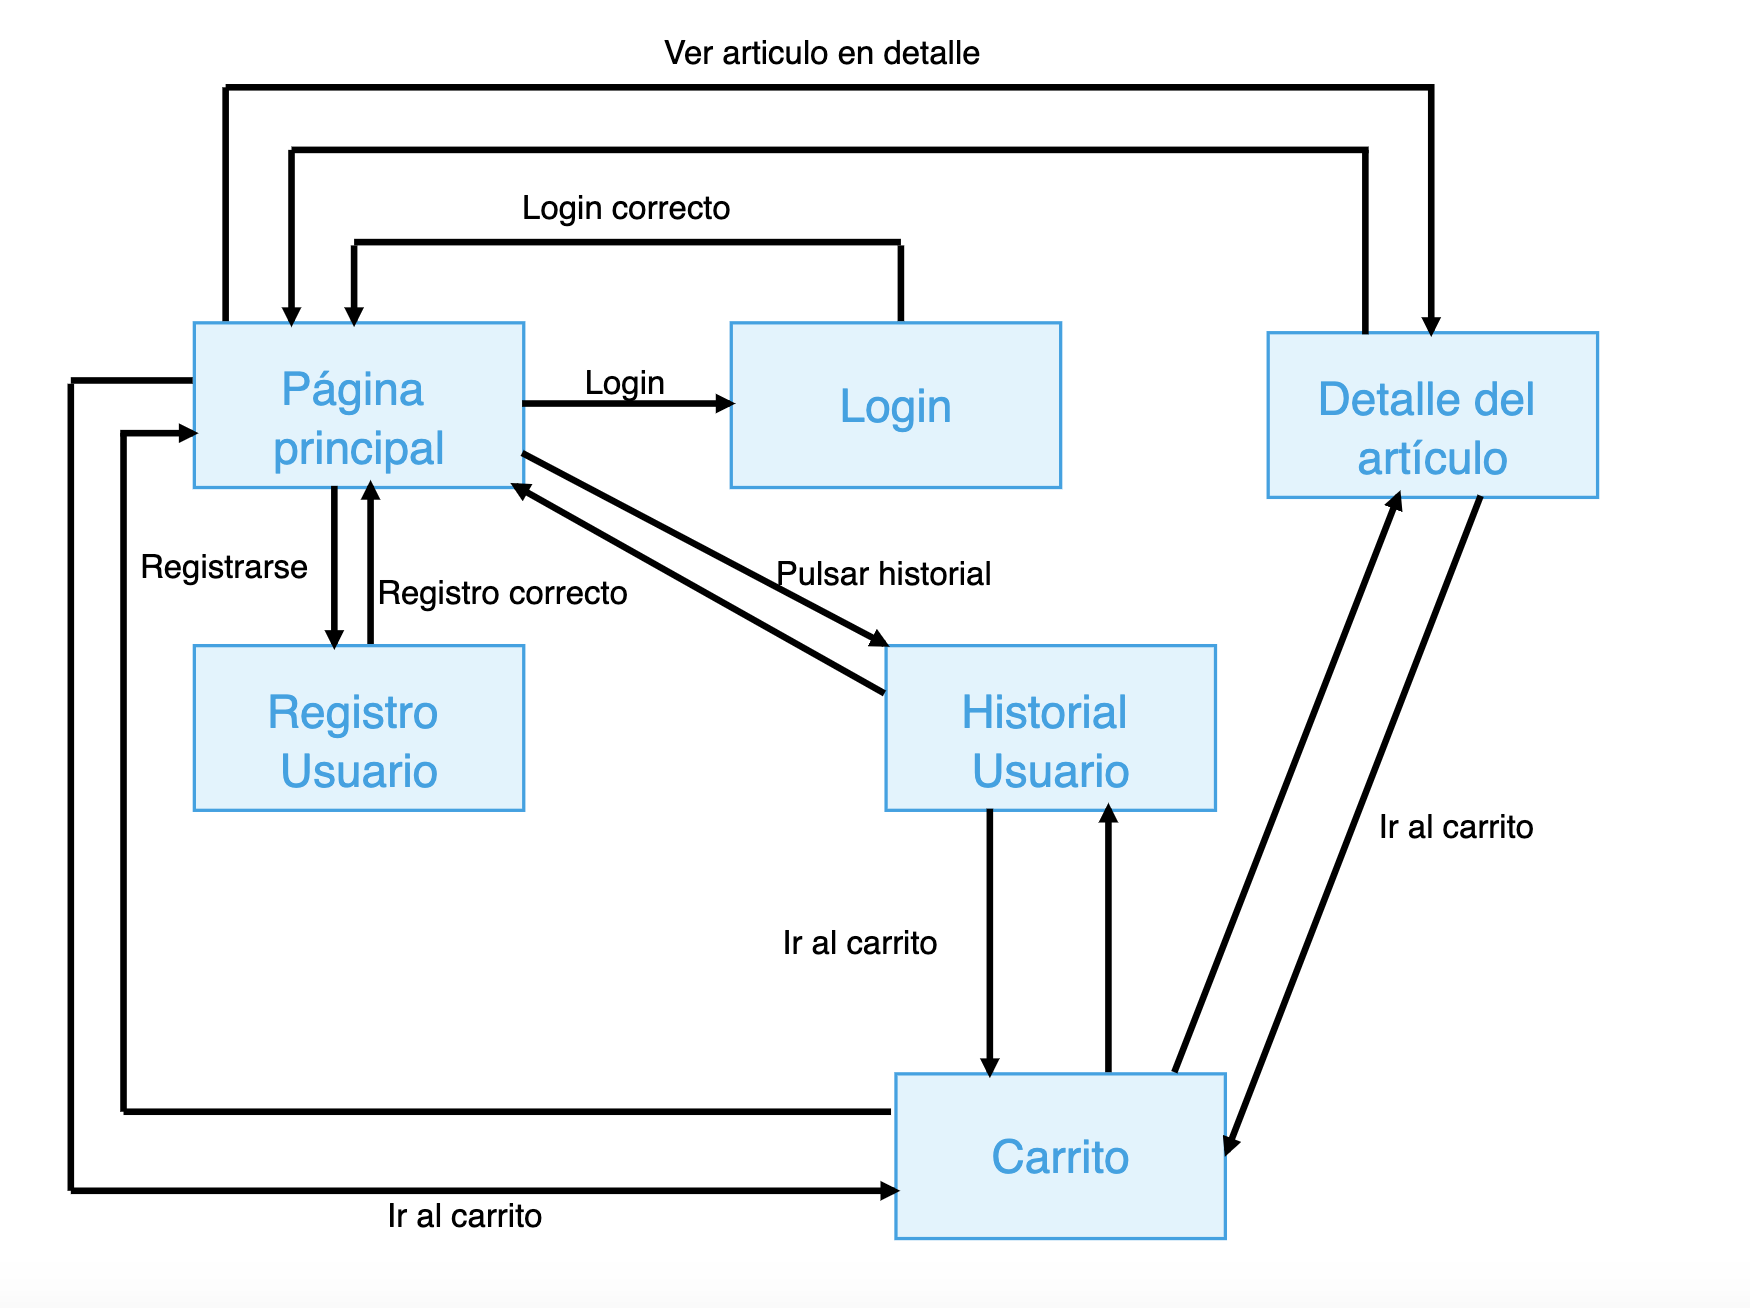 Ver articulo en detalle
Login correcto
Página
principal
Login
Login
Detalle del
artículo
Registrarse
Registro correcto
Pulsar historial
Registro
Usuario
Historial
Usuario
Ir al carrito
Ir al carrito
Carrito
Ir al carrito